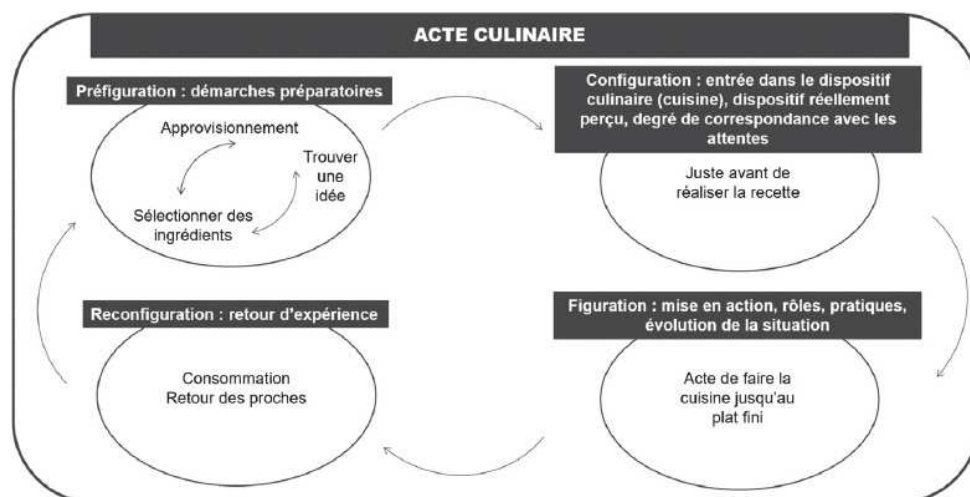 ACTE CULINAIRE
Préfiguration : démarches préparatoires
Approvisionnement
Trouver
une
idée
Sélectionner des
ingrédients
Configuration : entrée dans le dispositif
culinaire (cuisine), dispositif réellement
perçu, degré de correspondance avec les
attentes
Juste avant de
réaliser la recette
Reconfiguration : retour d'expérience
Consommation
Retour des proches
Figuration : mise en action, rôles, pratiques,
évolution de la situation
Acte de faire la
cuisine jusqu'au
plat fini